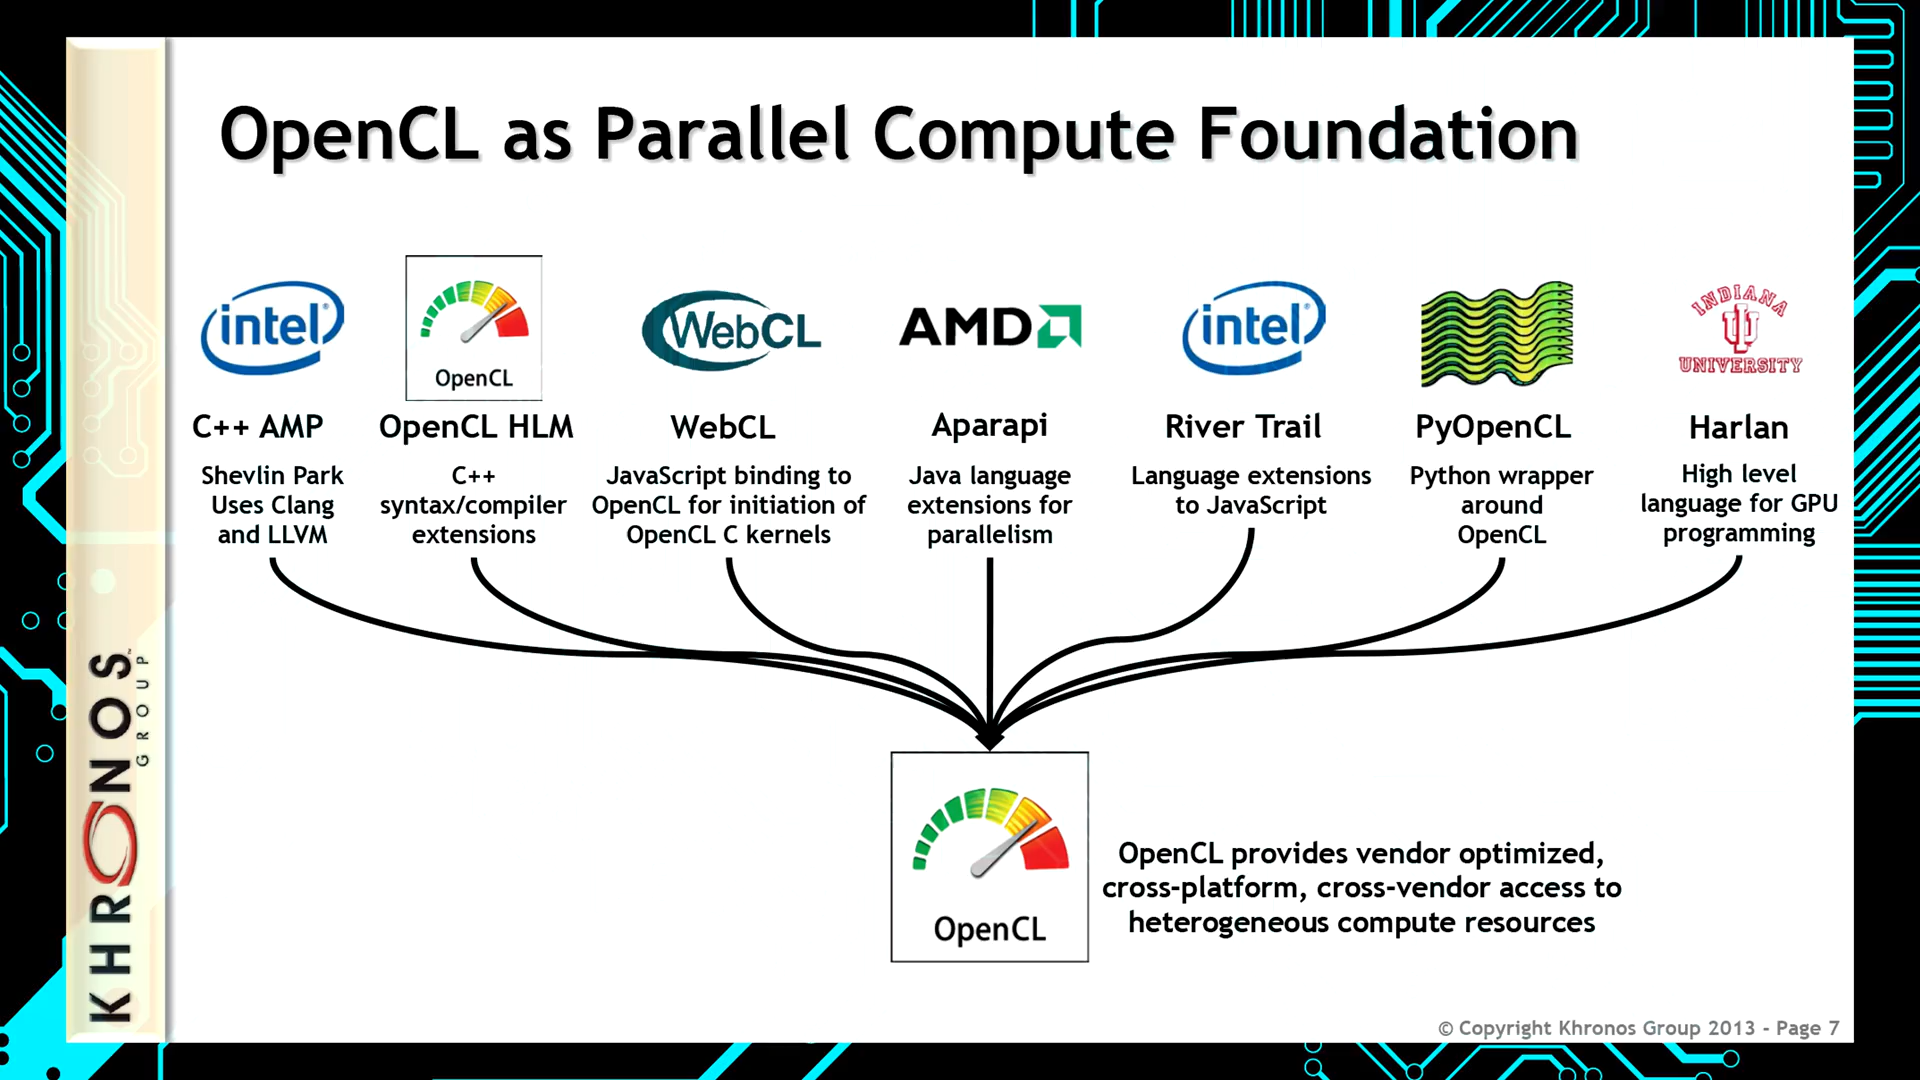 OpenCL as Parallel Compute Foundation
intel®
OpenCL
WebCL
AMD
intel®
INDIANA
IU
UNIVERSITY
C++ AMP
Shevlin Park
Uses Clang
and LLVM
OpenCL HLM
C++
syntax/compiler
extensions
WebCL
JavaScript binding to
OpenCL for initiation of
OpenCL C kernels
Aparapi
Java language
extensions for
parallelism
River Trail
Language extensions
to JavaScript
PyOpenCL
Python wrapper
around
OpenCL
Harlan
High level
language for GPU
programming
OpenCL
OpenCL provides vendor optimized,
cross-platform, cross-vendor access to
heterogeneous compute resources
KHRONOS™
GROUP
© Copyright Khronos Group 2013 - Page 7